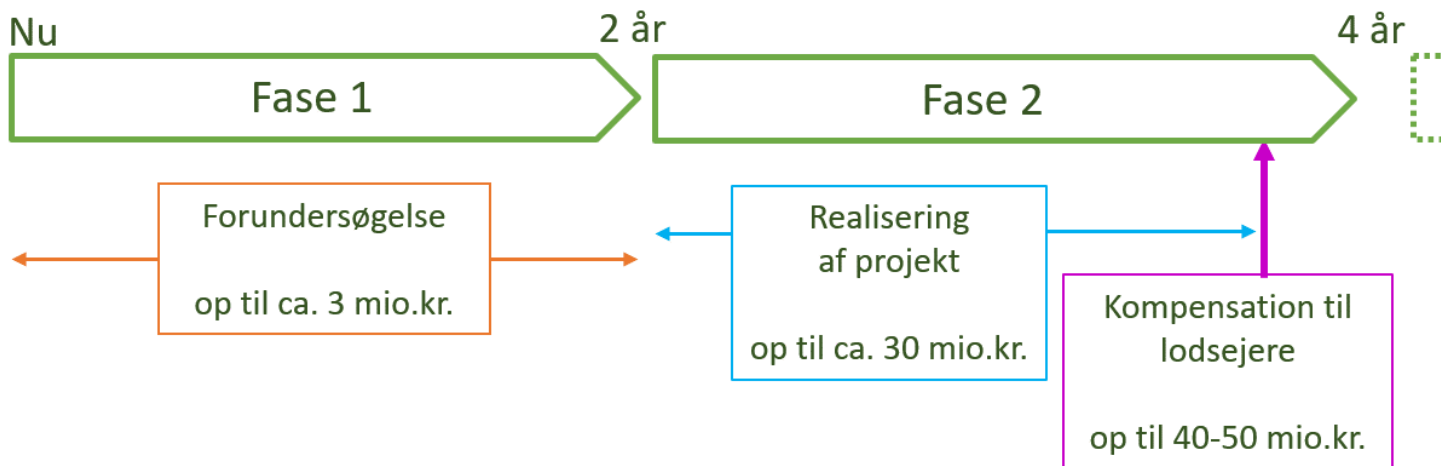 Nu
2 år
4 år
Fase 1
Fase 2
Forundersøgelse
op til ca. 3 mio.kr.
Realisering
af projekt
op til ca. 30 mio.kr.
Kompensation til
lodsejere
op til 40-50 mio.kr.